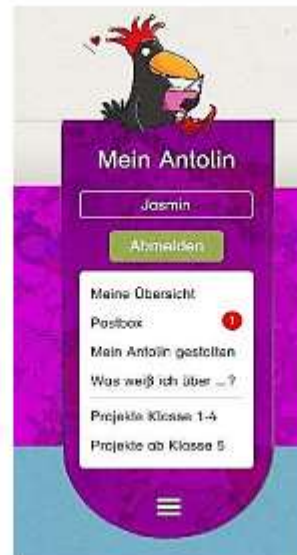 Mein Antolin
Jasmin
Abmelden
Meine Übersicht
Postbox
1
Mein Antolin gestalten
Was weiß ich über ... ?
Projekte Klasse 1-4
Projekte ab Klasse 5